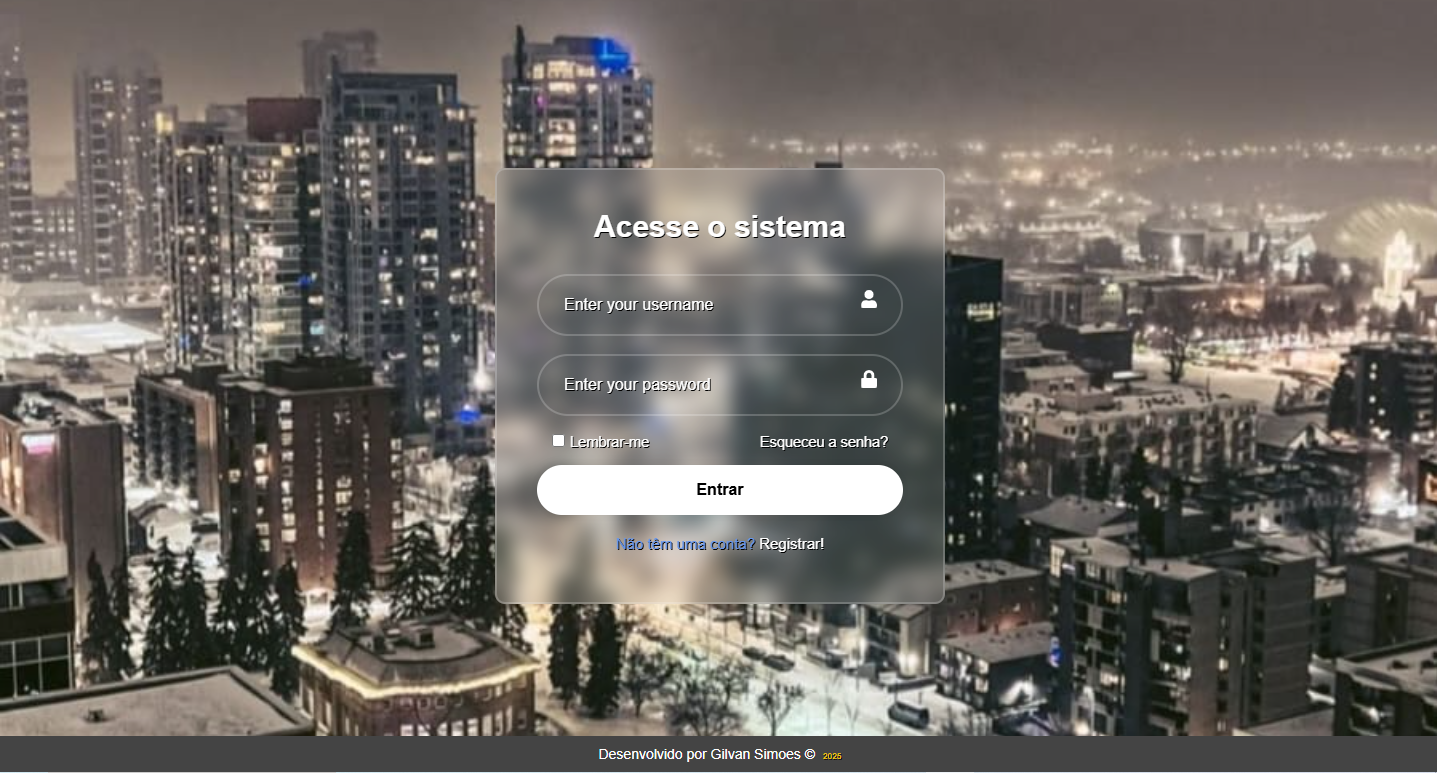 Acesse o sistema
Enter your username
Enter your password
Lembrar-me Esqueceu a senha?
Entrar
Não têm uma conta? Registrar!
Desenvolvido por Gilvan Simoes © 2025